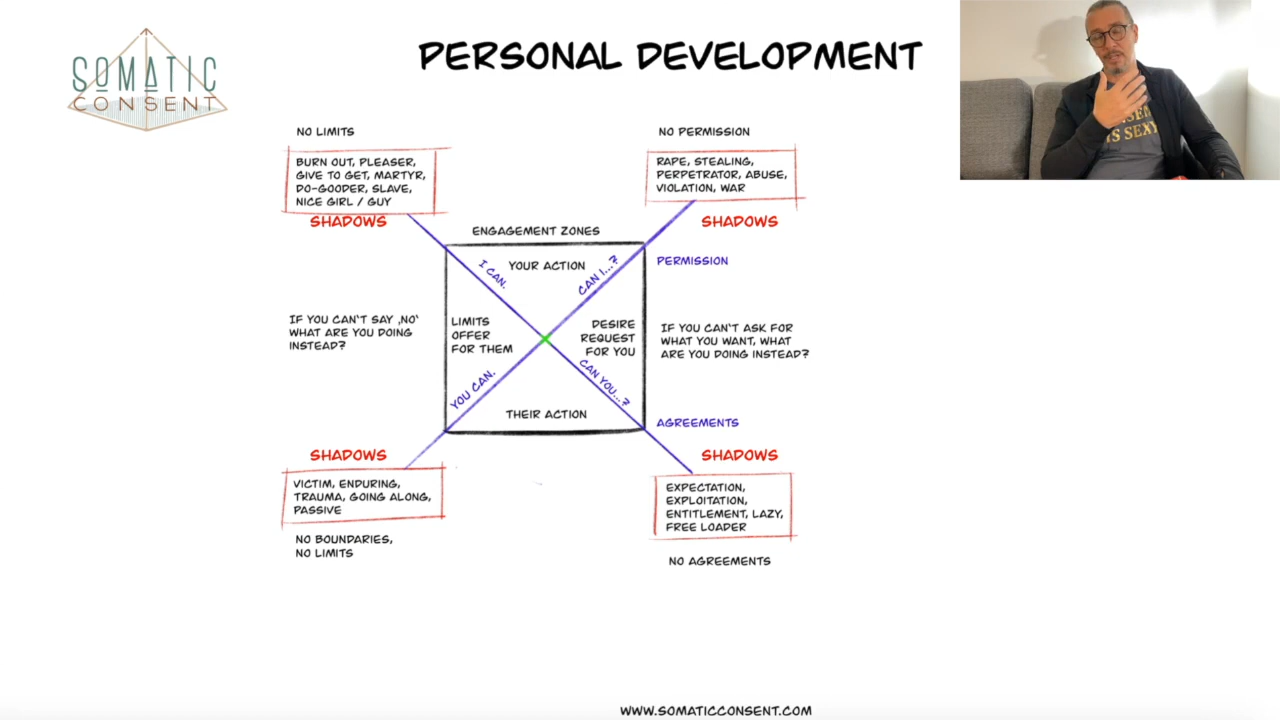 SOMATIC
CONSENT
PERSONAL DEVELOPMENT
NO LIMITS
BURN OUT, PLEASER,
GIVE TO GET, MARTYR,
DO-GOODER, SLAVE,
NICE GIRL / GUY
SHADOWS
NO PERMISSION
RAPE, STEALING,
PERPETRATOR, ABUSE,
VIOLATION, WAR
SHADOWS
ENGAGEMENT ZONES
YOUR ACTION
I CAN.
CAN I...?
PERMISSION
IF YOU CAN'T SAY ‚NO'
WHAT ARE YOU DOING
INSTEAD?
LIMITS
OFFER
FOR THEM
DESIRE
REQUEST
FOR YOU
IF YOU CAN'T ASK FOR
WHAT YOU WANT, WHAT
ARE YOU DOING INSTEAD?
YOU CAN.
CAN YOU...?
THEIR ACTION
AGREEMENTS
SHADOWS
VICTIM, ENDURING,
TRAUMA, GOING ALONG,
PASSIVE
NO BOUNDARIES,
NO LIMITS
SHADOWS
EXPECTATION,
EXPLOITATION,
ENTITLEMENT, LAZY,
FREE LOADER
NO AGREEMENTS
IS SEXY
WWW.SOMATICCONSENT.COM